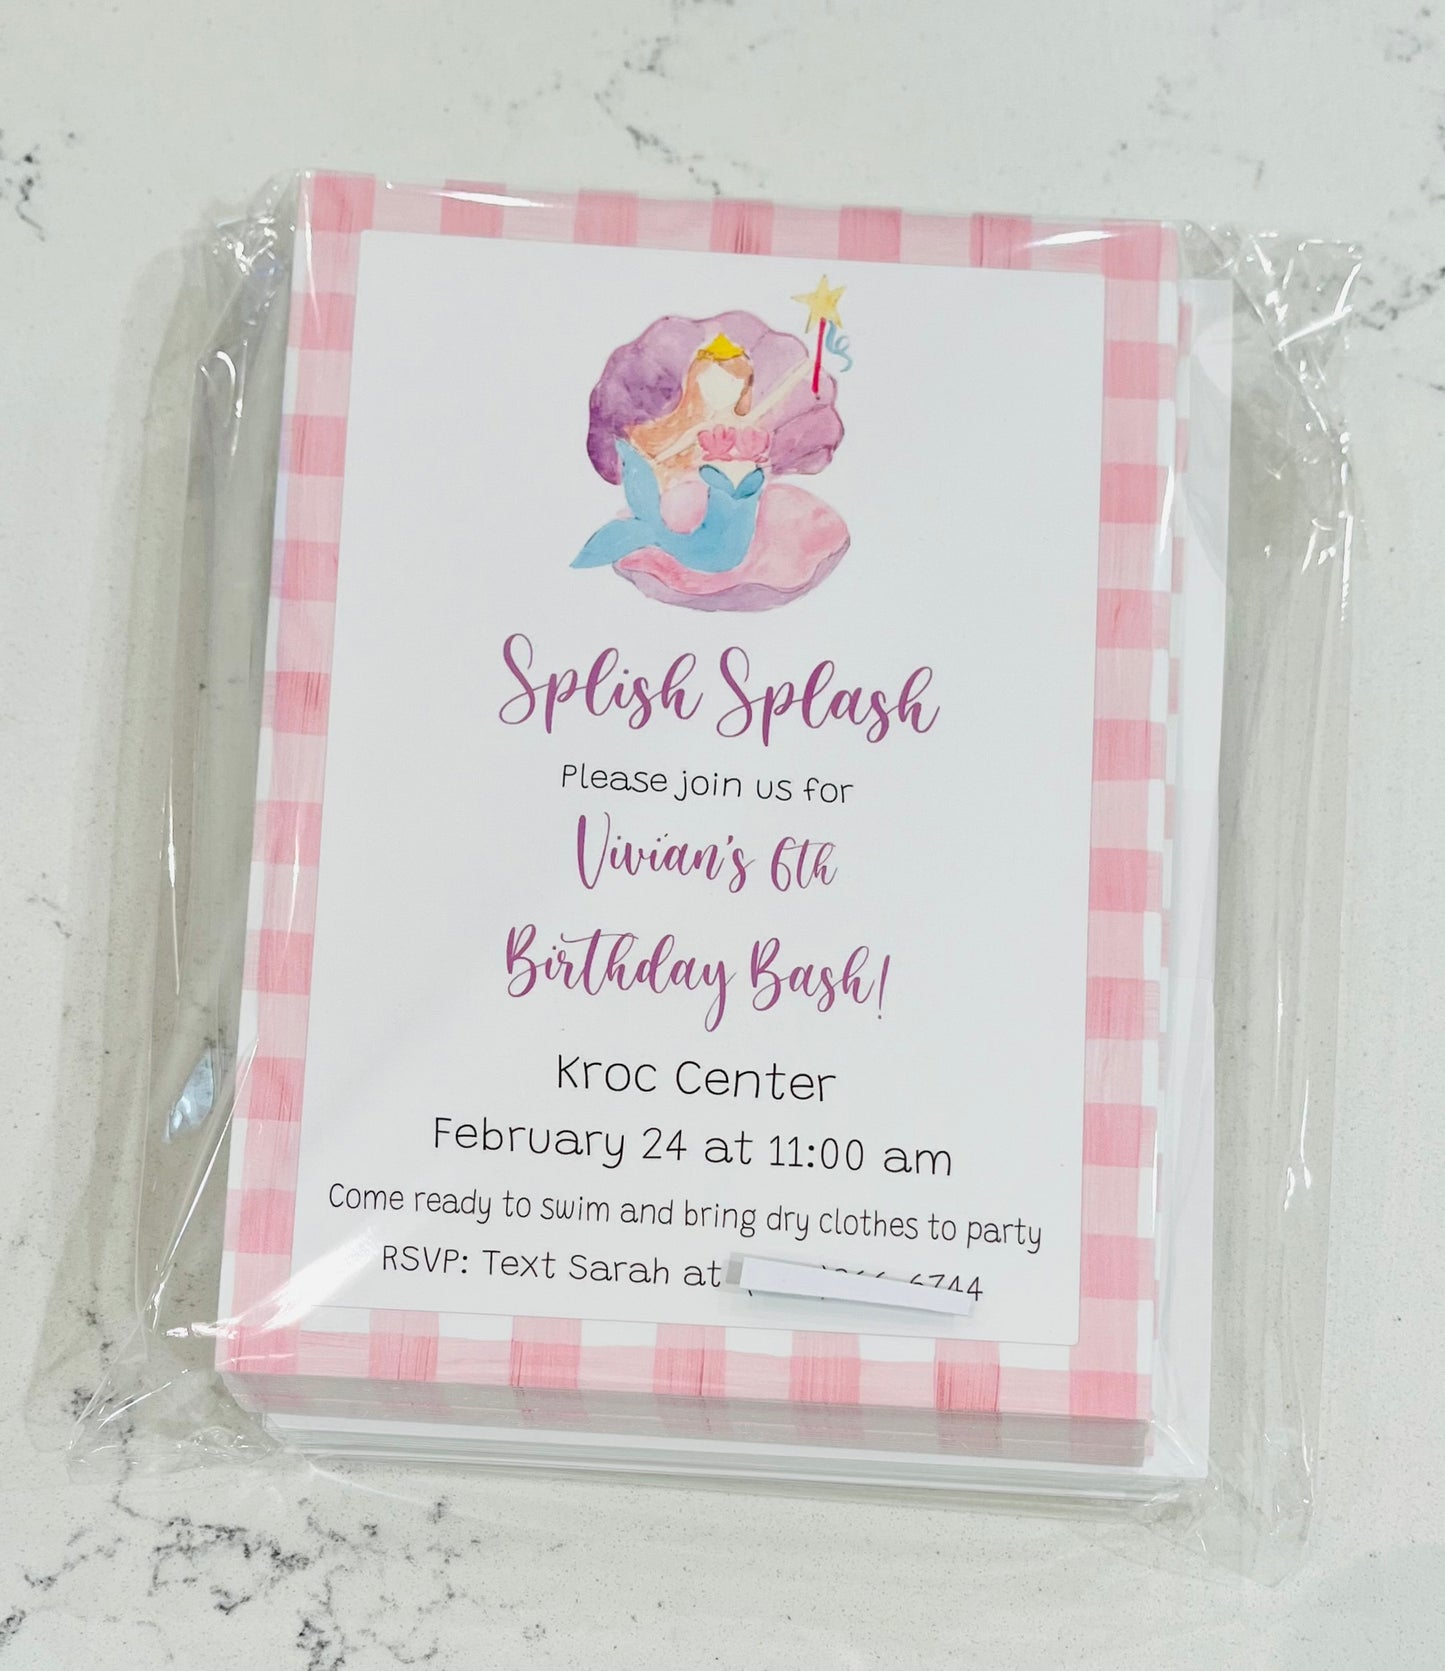 Splish Splash
Please join us for
Vivian's 6th
Birthday Bash!
Kroc Center
February 24 at 11:00 am
Come ready to swim and bring dry clothes to party
RSVP: Text Sarah at